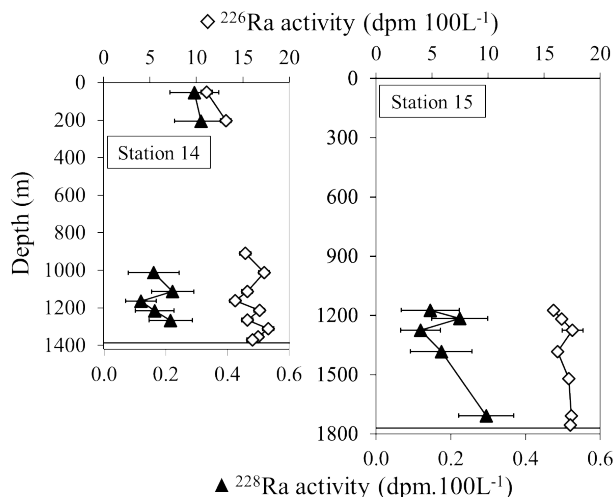 ◇ ²²⁶Ra activity (dpm 100L⁻¹)
0 5 10 15 20
0 5 10 15 20
Depth (m)
0
200
400
600
800
1000
1200
1400
Station 14
0.0 0.2 0.4 0.6
0
300
600
900
1200
1500
1800
Station 15
0.0 0.2 0.4 0.6
▲ ²²⁸Ra activity (dpm.100L⁻¹)